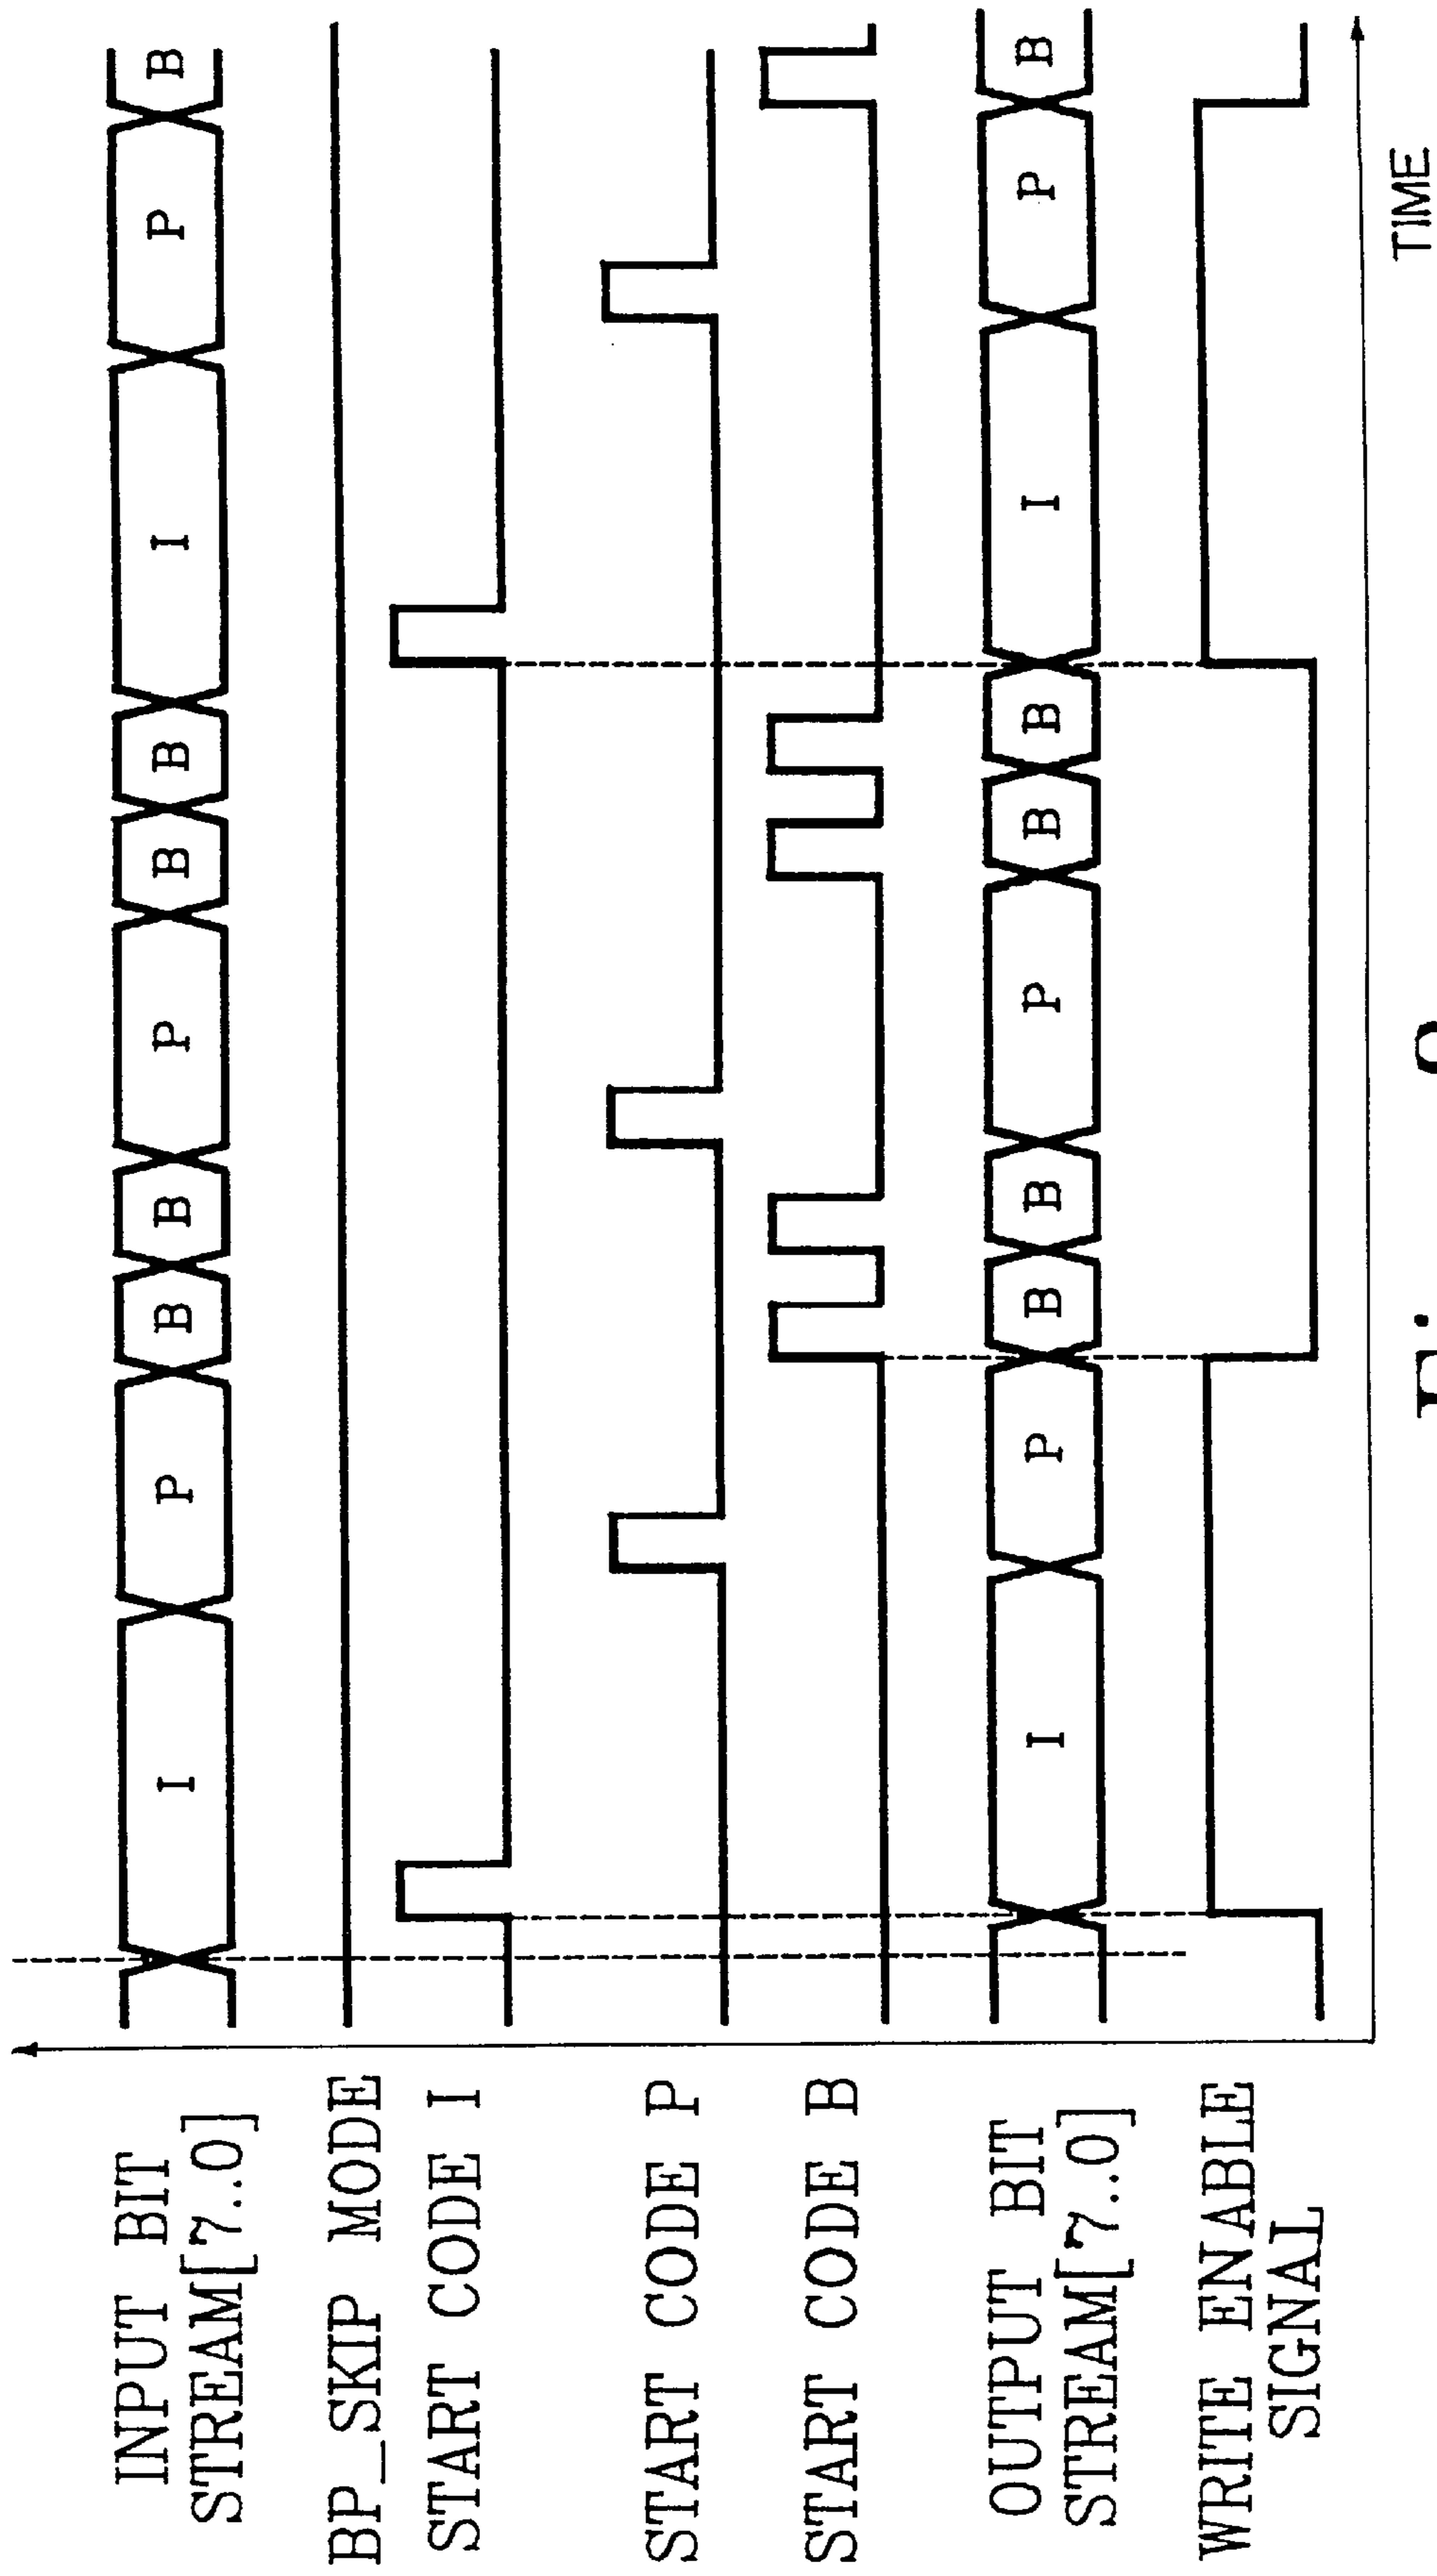 INPUT BIT
STREAM[7..0]
I P B B P B B I P B
BP_SKIP MODE
START CODE I
START CODE P
START CODE B
OUTPUT BIT
STREAM[7..0]
I P B B P B B I P B
WRITE ENABLE
SIGNAL
TIME